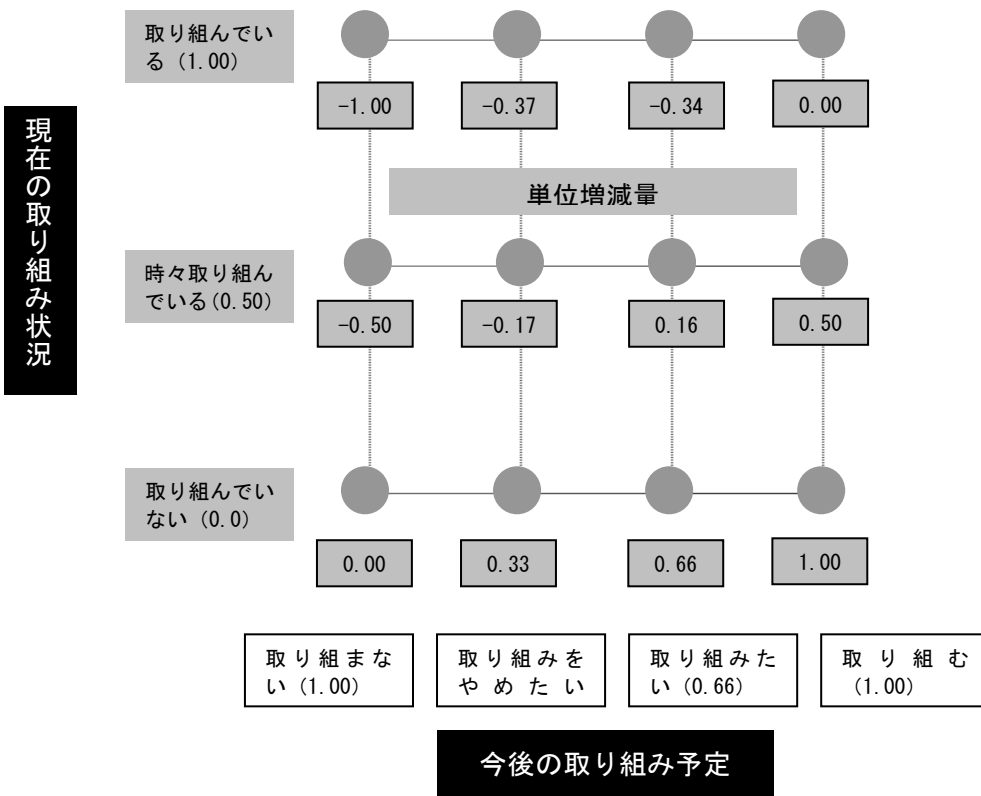 取り組んでい
る (1.00)
-1.00
-0.37
-0.34
0.00
現在の取り組み状況
単位増減量
時々取り組ん
でいる(0.50)
-0.50
-0.17
0.16
0.50
取り組んでい
ない (0.0)
0.00
0.33
0.66
1.00
取り組まな
い (1.00)
取り組みを
やめたい
取り組みた
い (0.66)
取り組む
(1.00)
今後の取り組み予定